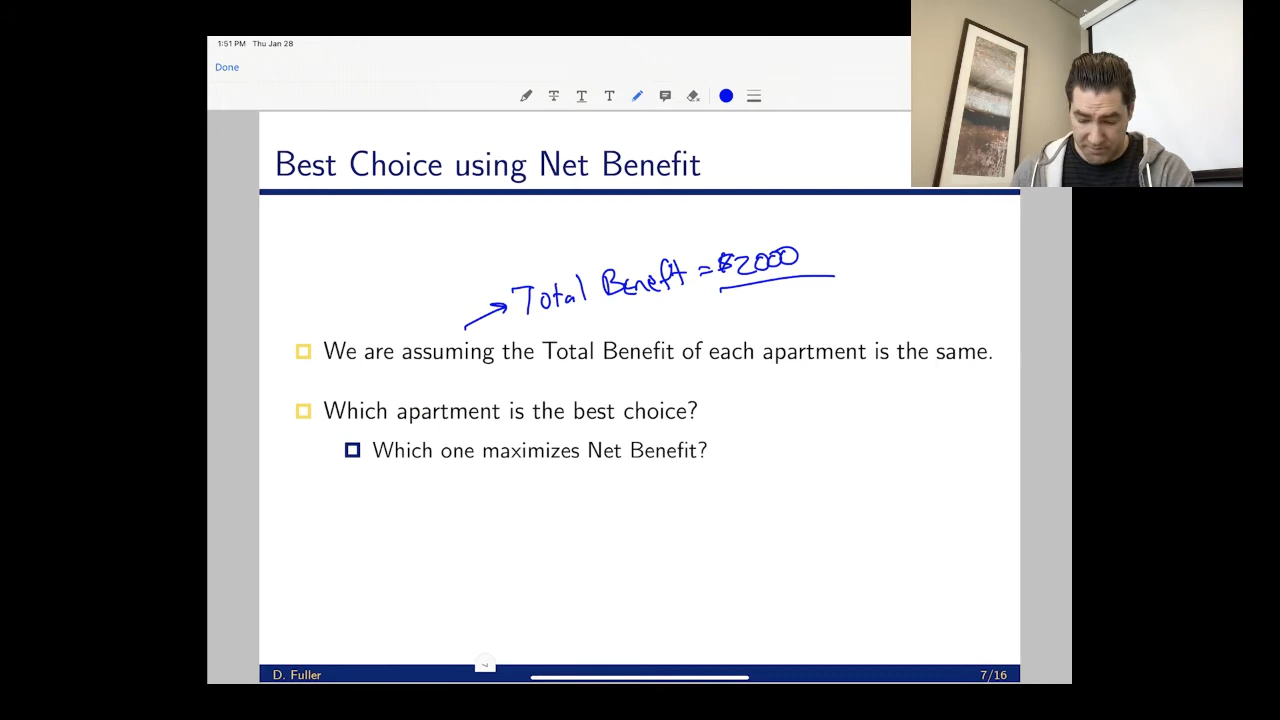 1:51 PM Thu Jan 28
Done
Best Choice using Net Benefit
Total Benefit = $2000
We are assuming the Total Benefit of each apartment is the same.
Which apartment is the best choice?
Which one maximizes Net Benefit?
D. Fuller
7/16